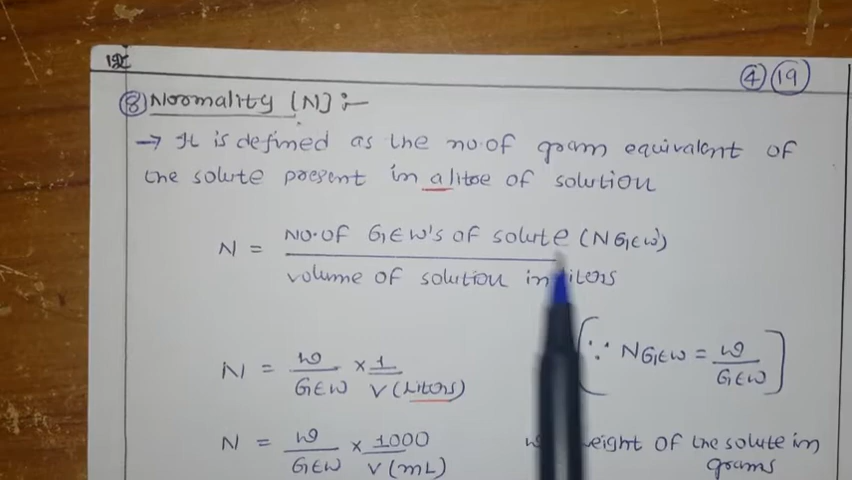 ④ ⑲
⑧ Normality [N] :-
→ It is defined as the no.of gram equivalent of
the solute present in a litre of solution
N = No.of GEW's of solute (NGEW) / volume of solution in liters
N = w / GEW × 1 / V (Liters) (∵ NGEW = w / GEW]
N = w / GEW × 1000 / V (mL) weight of the solute in
grams